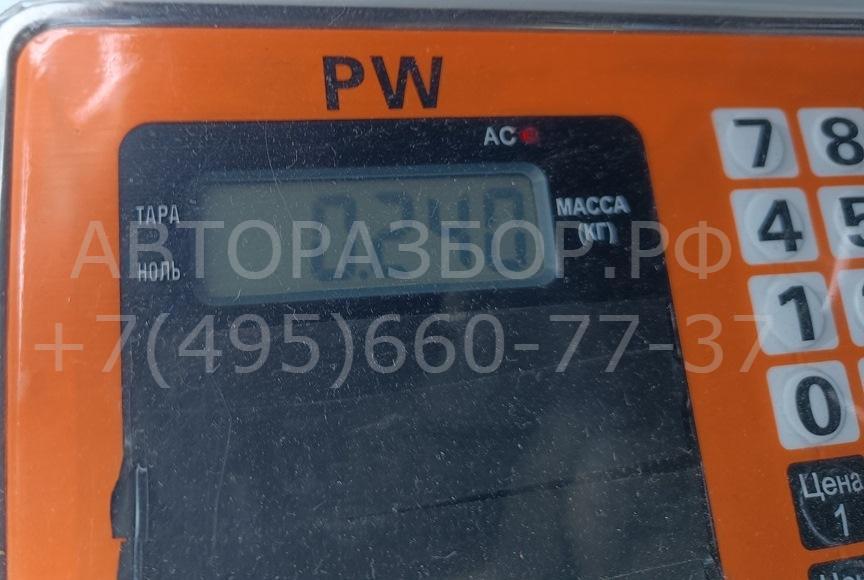 PW
AC
7 8
ТАРА
0.240
МАССА
(КГ)
4 5
НОЛЬ
АВТОРАЗБОР.РФ
+7(495)660-77-37
1
0
Цена
1